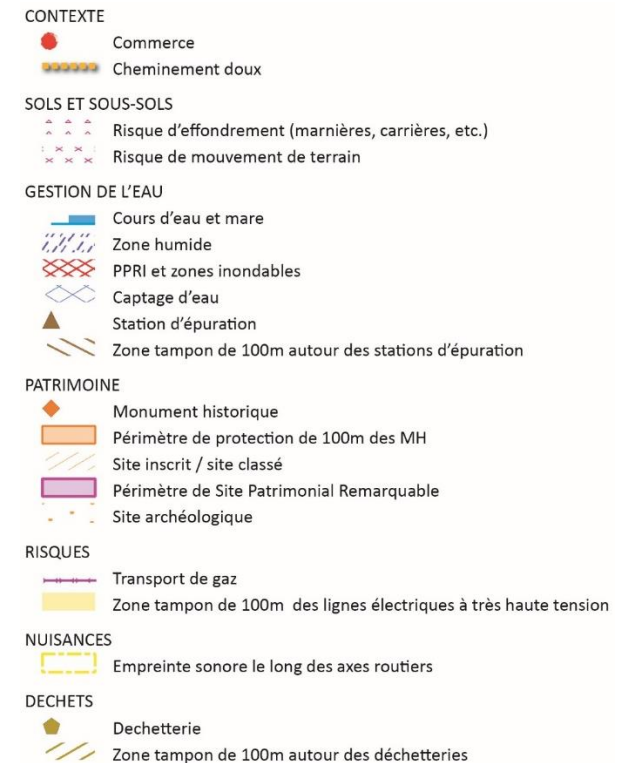 CONTEXTE
Commerce
Cheminement doux
SOLS ET SOUS-SOLS
Risque d'effondrement (marnières, carrières, etc.)
Risque de mouvement de terrain
GESTION DE L'EAU
Cours d'eau et mare
Zone humide
PPRI et zones inondables
Captage d'eau
Station d'épuration
Zone tampon de 100m autour des stations d'épuration
PATRIMOINE
Monument historique
Périmètre de protection de 100m des MH
Site inscrit / site classé
Périmètre de Site Patrimonial Remarquable
Site archéologique
RISQUES
Transport de gaz
Zone tampon de 100m des lignes électriques à très haute tension
NUISANCES
Empreinte sonore le long des axes routiers
DECHETS
Dechetterie
Zone tampon de 100m autour des déchetteries